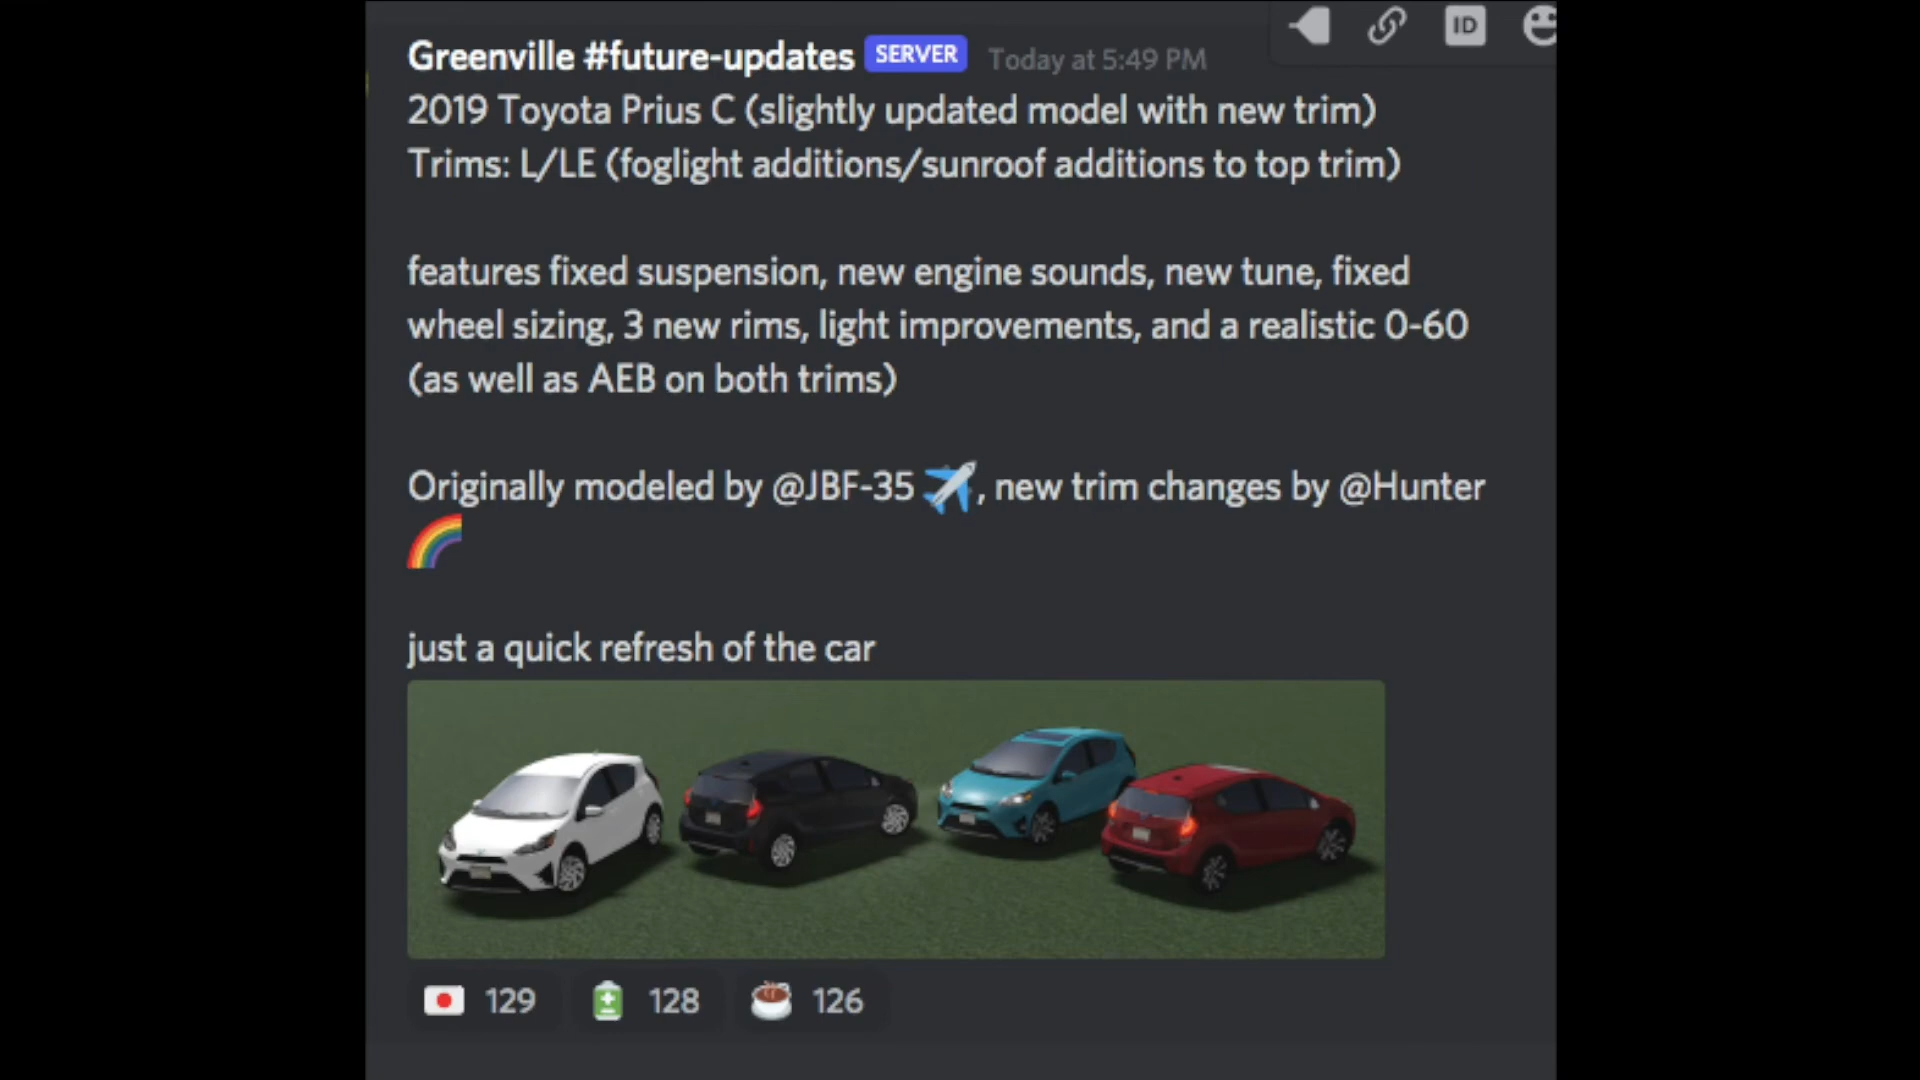 Greenville #future-updates SERVER Today at 5:49 PM
ID
2019 Toyota Prius C (slightly updated model with new trim)
Trims: L/LE (foglight additions/sunroof additions to top trim)
features fixed suspension, new engine sounds, new tune, fixed
wheel sizing, 3 new rims, light improvements, and a realistic 0-60
(as well as AEB on both trims)
Originally modeled by @JBF-35 ✈️, new trim changes by @Hunter
🌈
just a quick refresh of the car
129 128 126